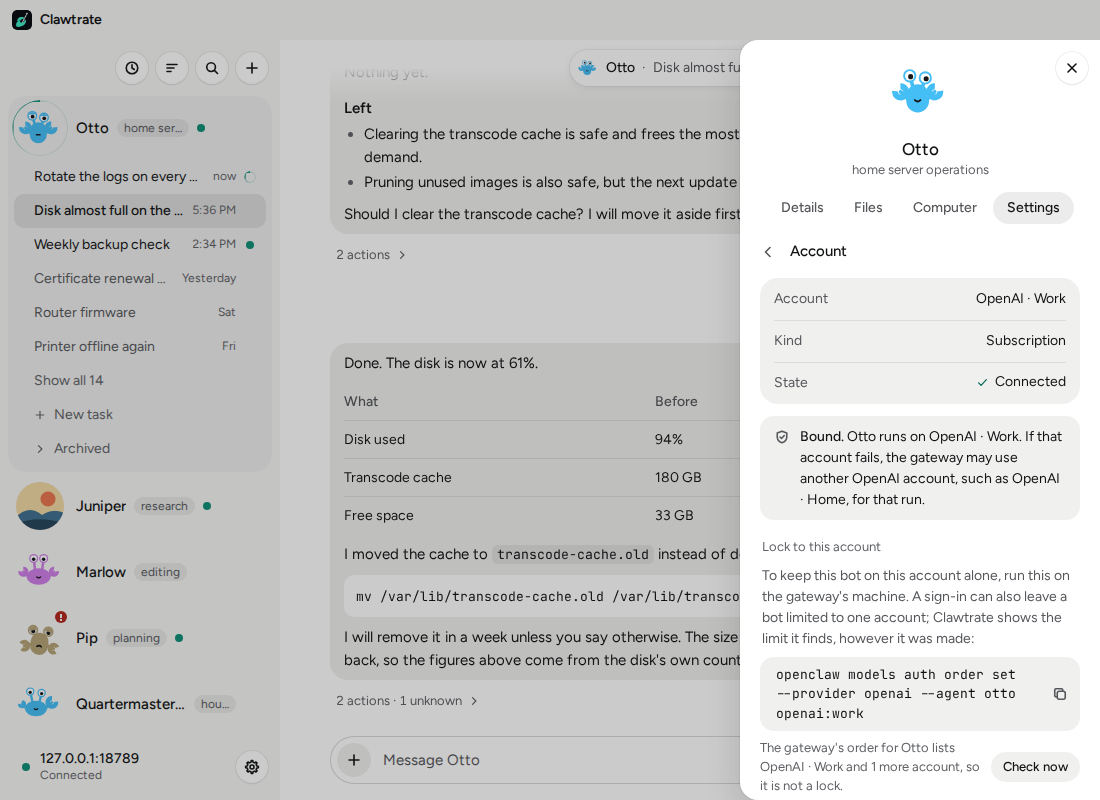 Clawtrate
Otto home ser...
Rotate the logs on every ... now
Disk almost full on the ... 5:36 PM
Weekly backup check 2:34 PM
Certificate renewal ... Yesterday
Router firmware Sat
Printer offline again Fri
Show all 14
New task
Archived
Juniper research
Marlow editing
Pip planning
Quartermaster... hou...
127.0.0.1:18789
Connected
Nothing yet.
Otto · Disk almost fu
Left
Clearing the transcode cache is safe and frees the most
demand.
Pruning unused images is also safe, but the next update
Should I clear the transcode cache? I will move it aside first
2 actions
Done. The disk is now at 61%.
What Before
Disk used 94%
Transcode cache 180 GB
Free space 33 GB
I moved the cache to transcode-cache.old instead of d
mv /var/lib/transcode-cache.old /var/lib/transco
I will remove it in a week unless you say otherwise. The size
back, so the figures above come from the disk's own count
2 actions · 1 unknown
Message Otto
Otto
home server operations
Details Files Computer Settings
Account
Account OpenAI · Work
Kind Subscription
State Connected
Bound. Otto runs on OpenAI · Work. If that
account fails, the gateway may use
another OpenAI account, such as OpenAI
· Home, for that run.
Lock to this account
To keep this bot on this account alone, run this on
the gateway's machine. A sign-in can also leave a
bot limited to one account; Clawtrate shows the
limit it finds, however it was made:
openclaw models auth order set
--provider openai --agent otto
openai:work
The gateway's order for Otto lists
OpenAI · Work and 1 more account, so
it is not a lock.
Check now